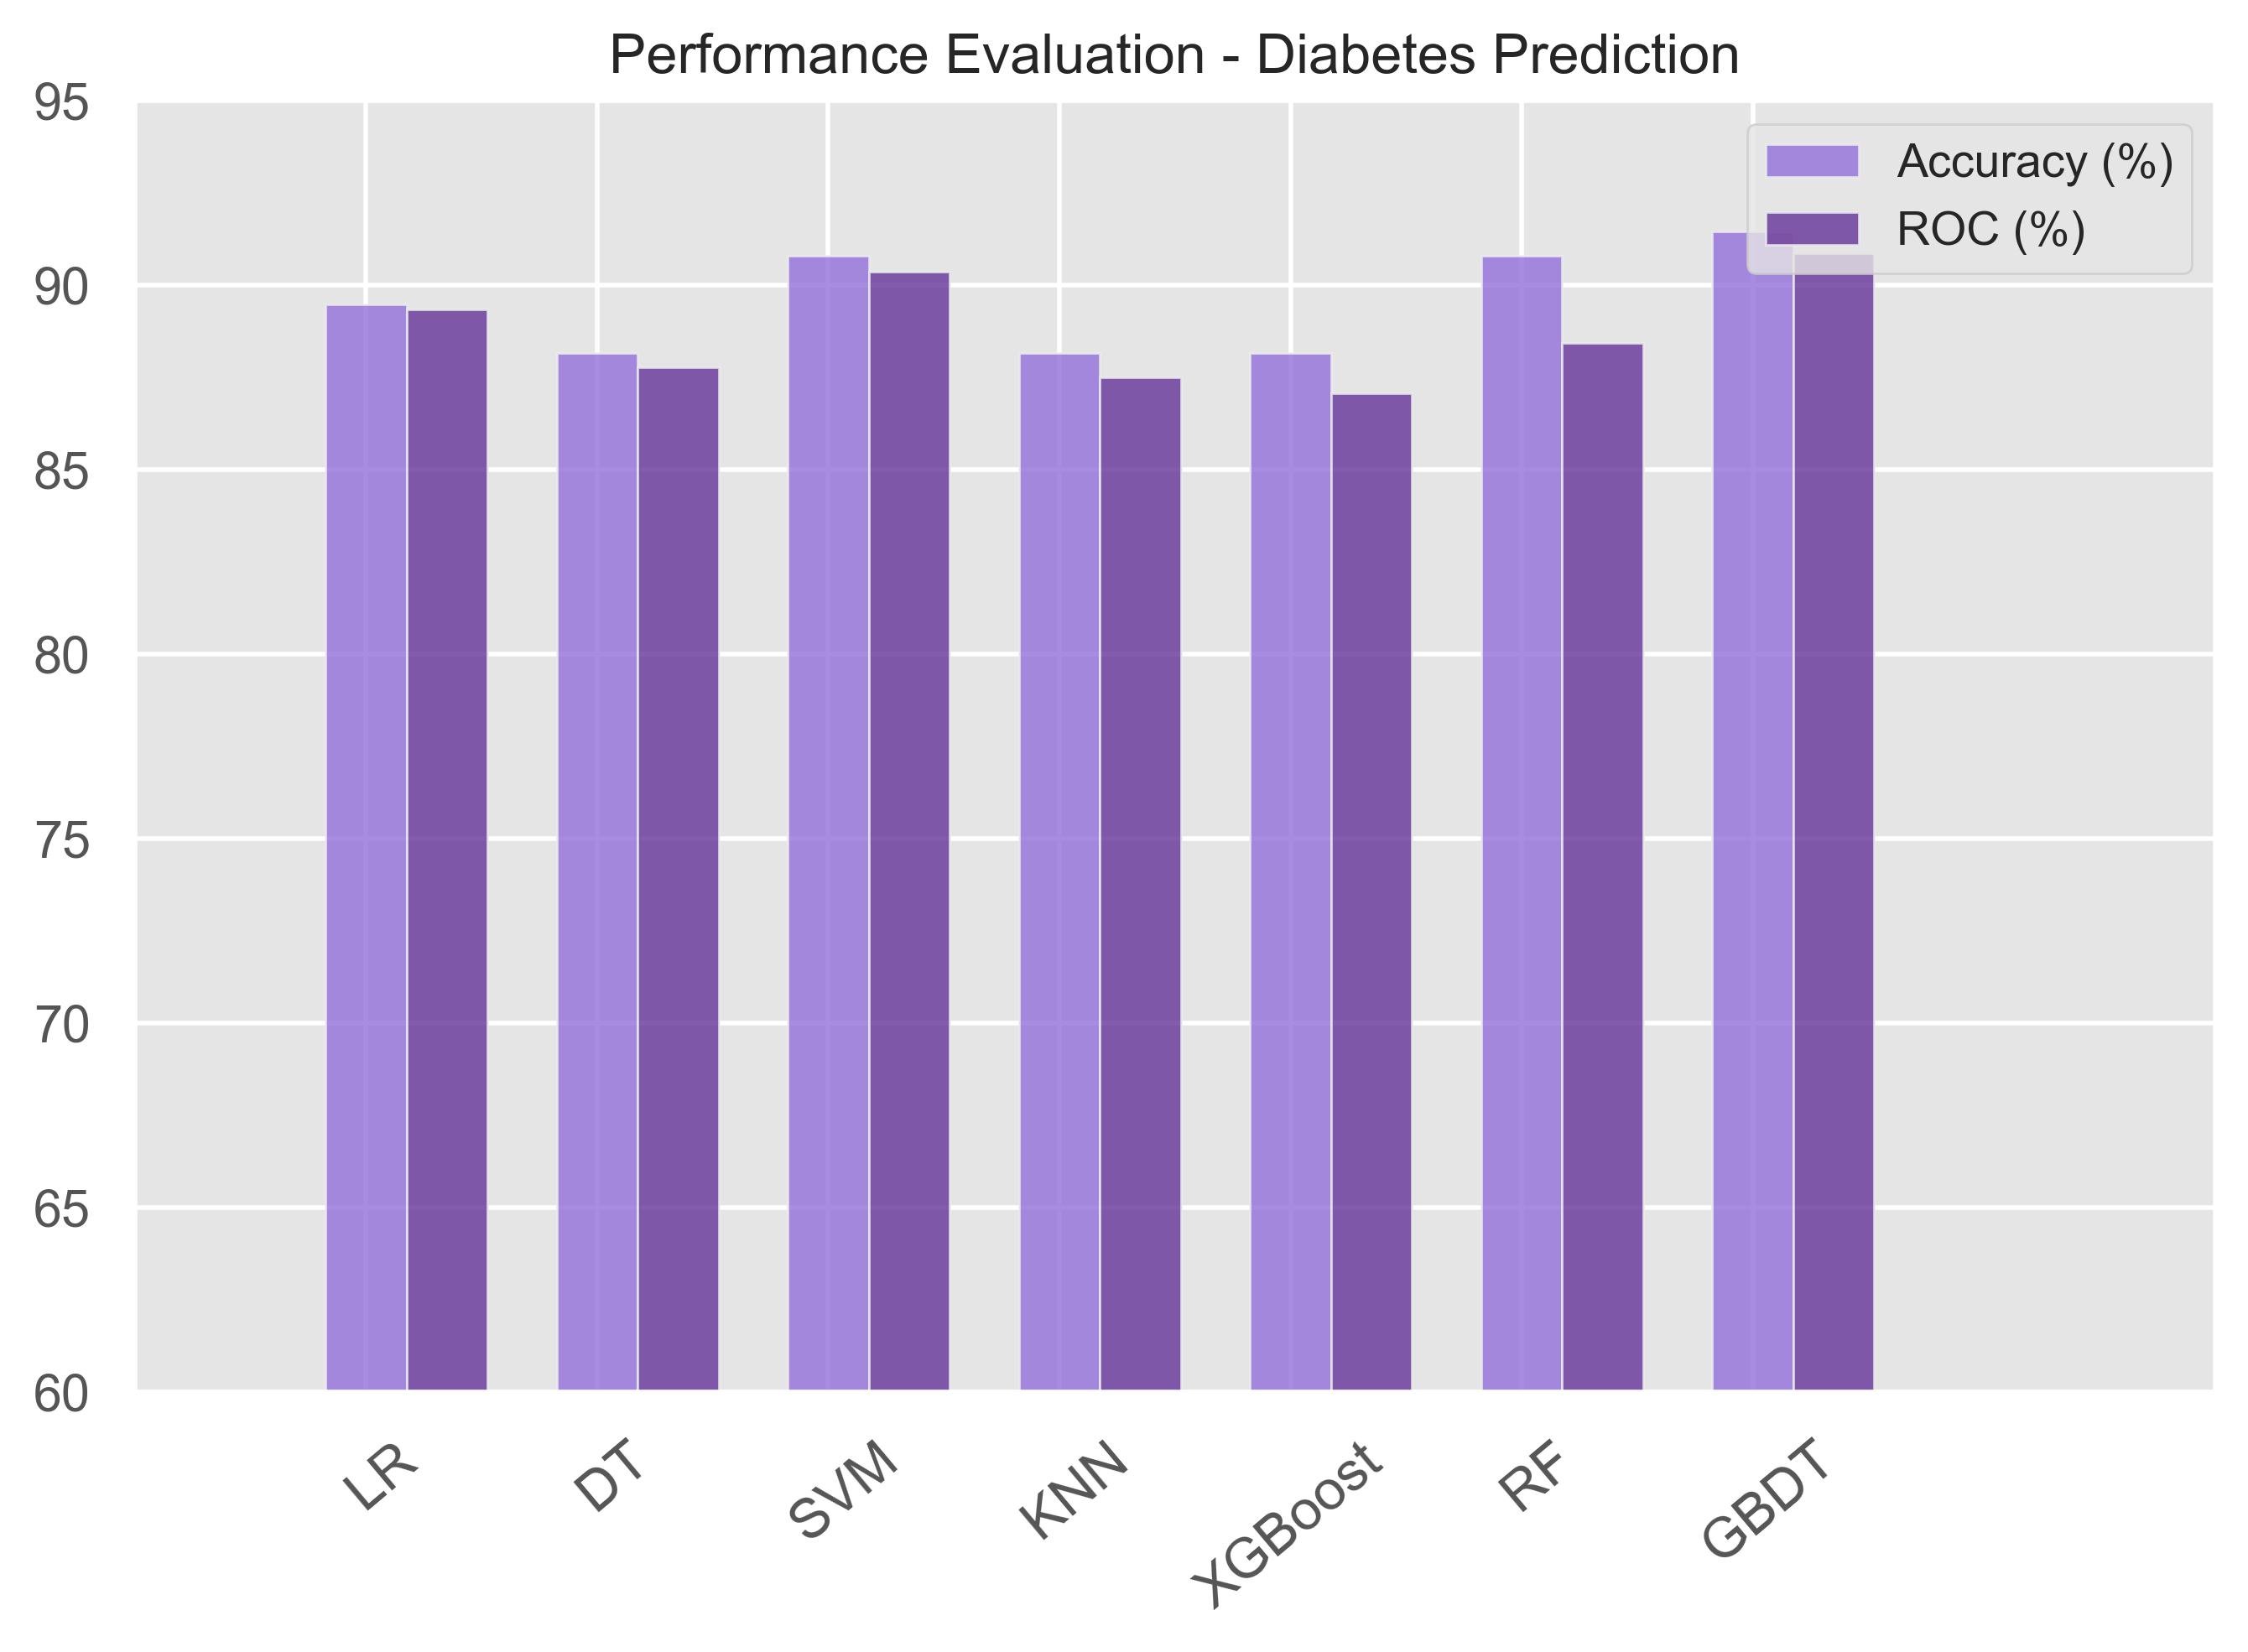 Performance Evaluation - Diabetes Prediction
95
90
85
80
75
70
65
60
Accuracy (%)
ROC (%)
LR
DT
SVM
KNN
XGBoost
RF
GBDT